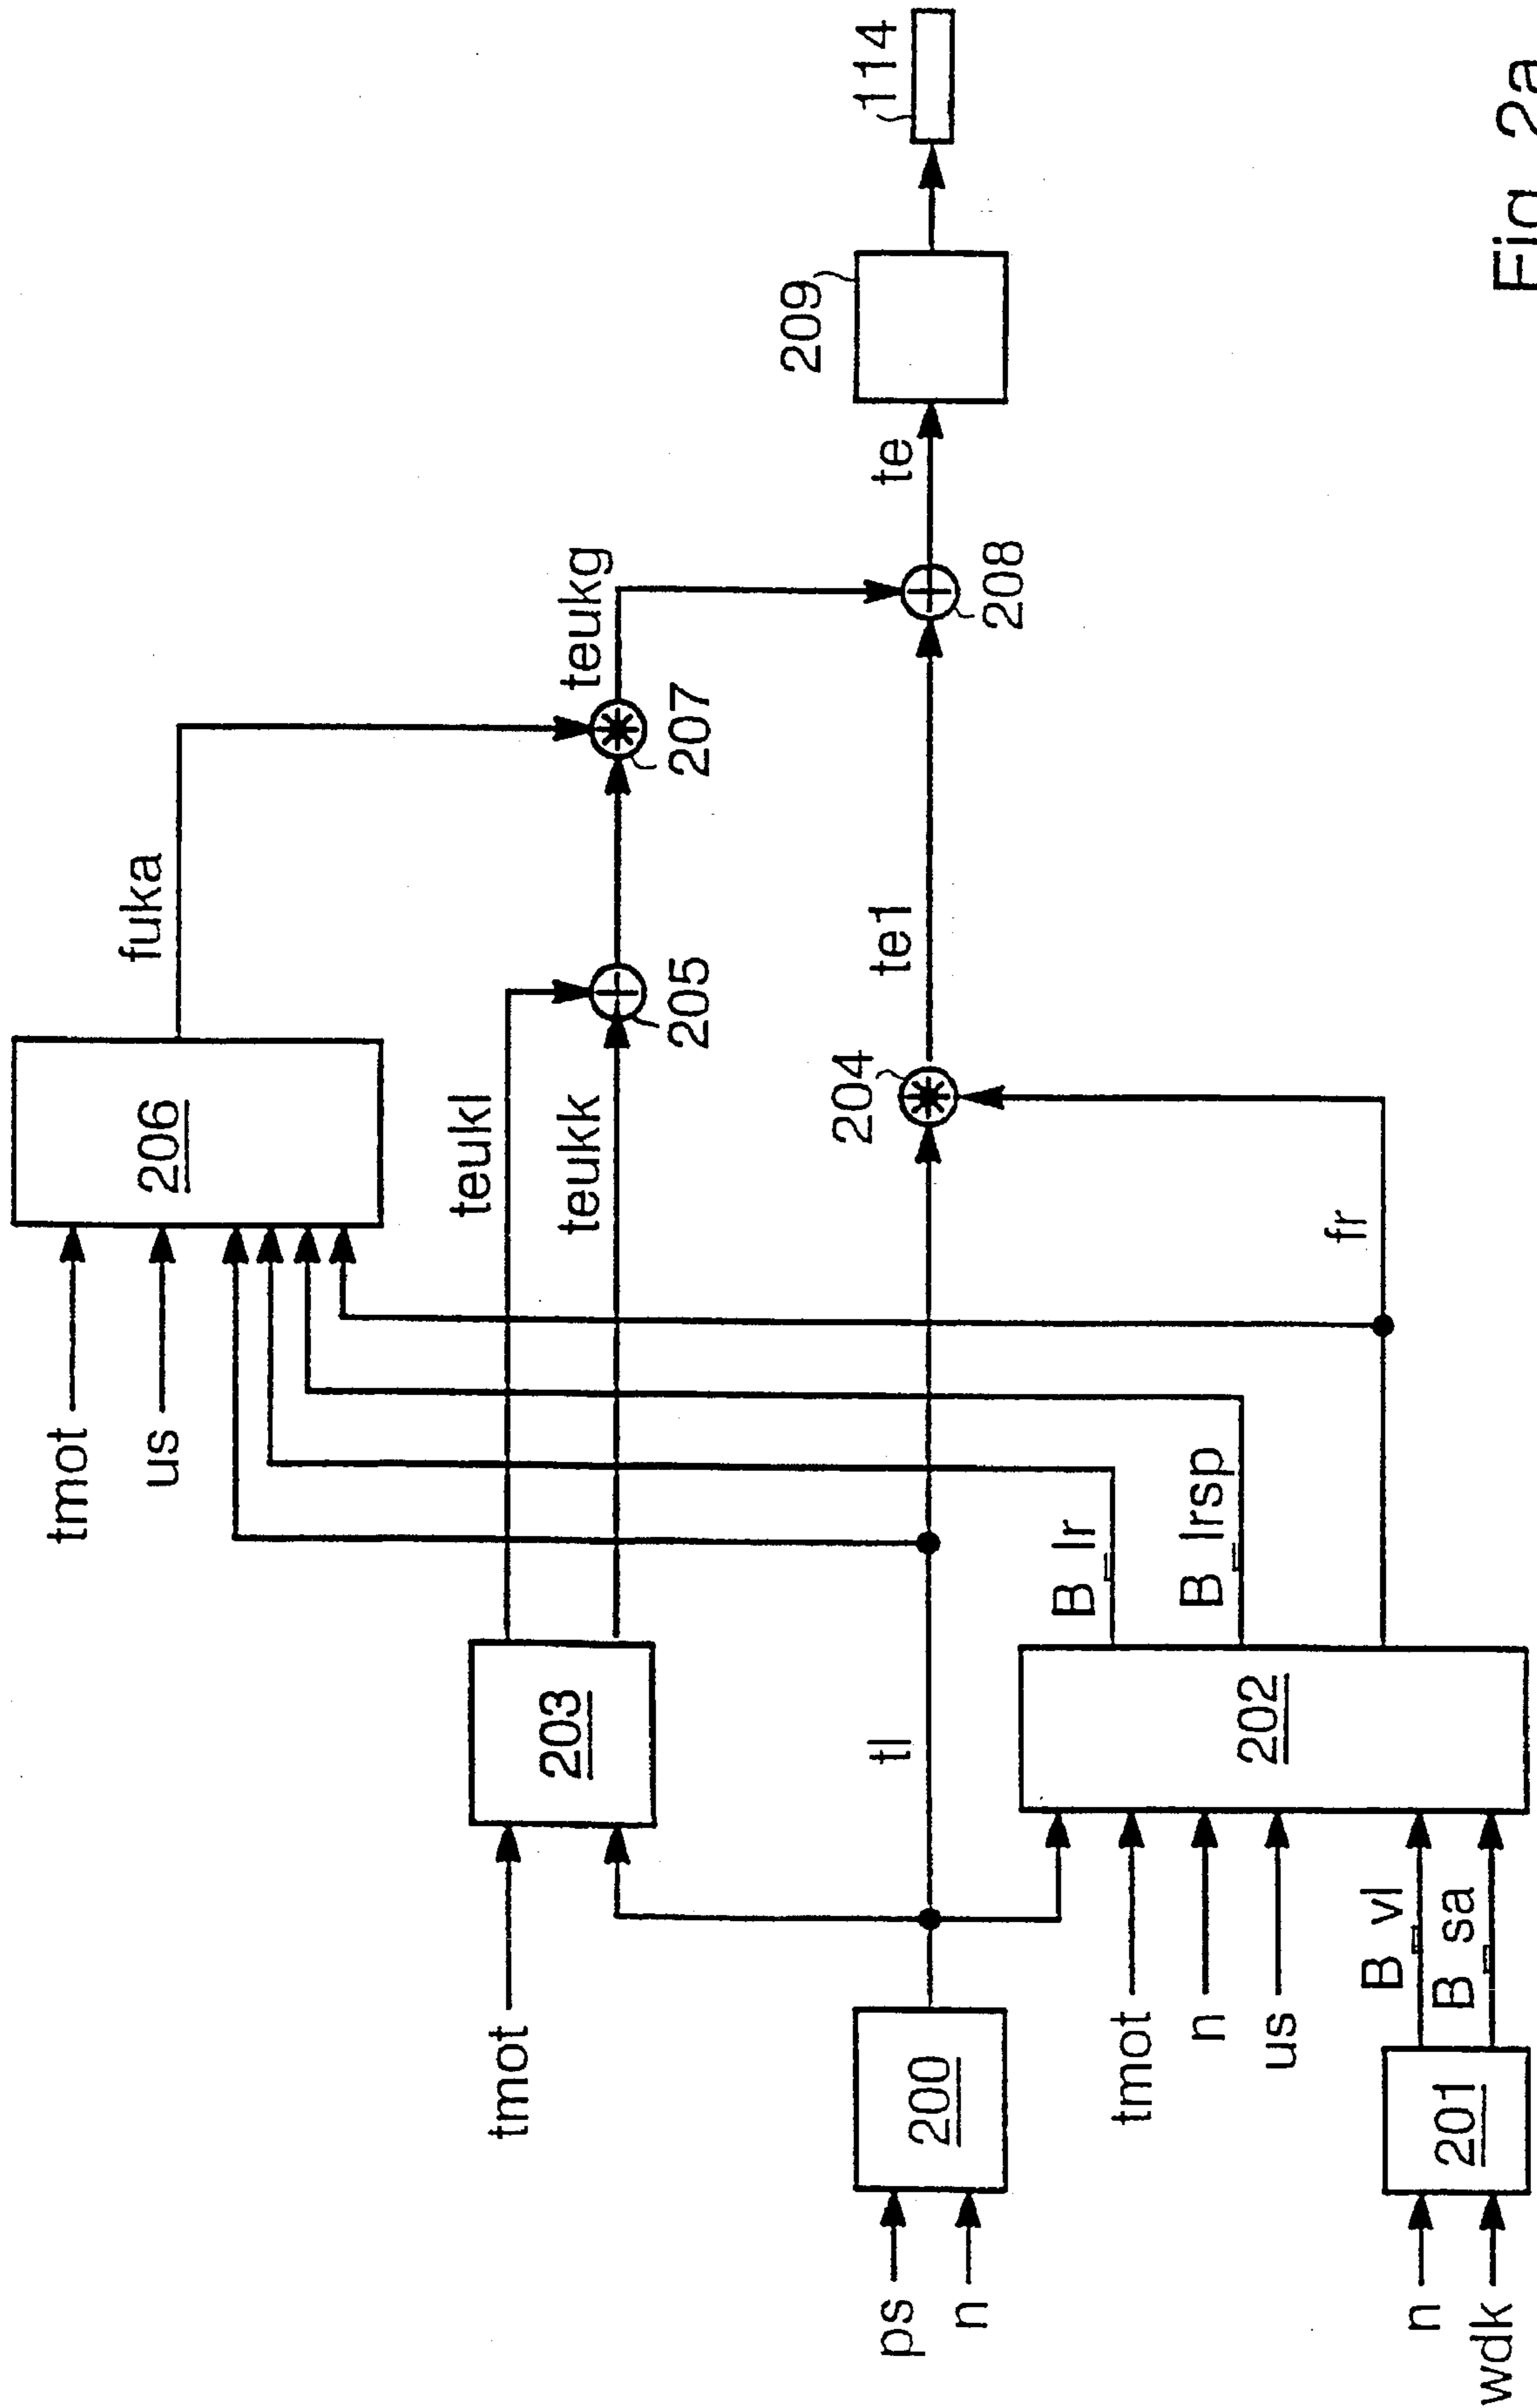 tmot
us
206
fuka
tmot
203
teukl
teukk
205
207
teukg
ps
n
200
tl
204
te1
208
te
209
114
tmot
n
us
202
B_lr
B_lrsp
fr
n
wdk
201
B_vl
B_sa
Fig. 2a